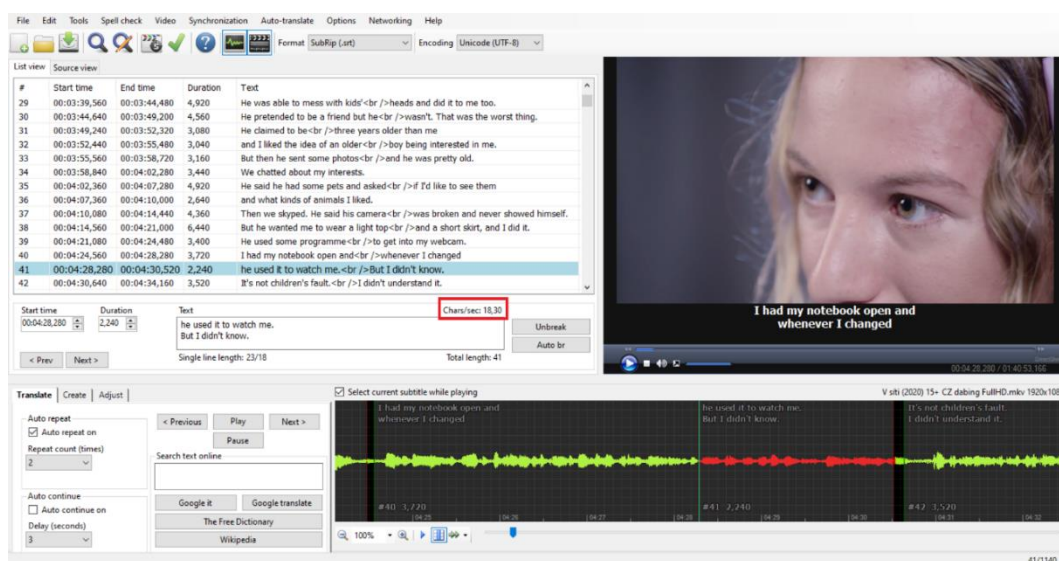 File Edit Tools Spell check Video Synchronization Auto-translate Options Networking Help
Format SubRip (.srt) Encoding Unicode (UTF-8)
List view Source view
# Start time End time Duration Text
29 00:03:39,560 00:03:44,480 4,920 He was able to mess with kids'<br />heads and did it to me too.
30 00:03:44,640 00:03:49,200 4,560 He pretended to be a friend but he<br />wasn't. That was the worst thing.
31 00:03:49,240 00:03:52,320 3,080 He claimed to be<br />three years older than me
32 00:03:52,440 00:03:55,480 3,040 and I liked the idea of an older<br />boy being interested in me.
33 00:03:55,560 00:03:58,720 3,160 But then he sent some photos<br />and he was pretty old.
34 00:03:58,840 00:04:02,280 3,440 We chatted about my interests.
35 00:04:02,360 00:04:07,280 4,920 He said he had some pets and asked<br />if I'd like to see them
36 00:04:07,360 00:04:10,000 2,640 and what kinds of animals I liked.
37 00:04:10,080 00:04:14,440 4,360 Then we skyped. He said his camera<br />was broken and never showed himself.
38 00:04:14,560 00:04:21,000 6,440 But he wanted me to wear a light top<br />and a short skirt, and I did it.
39 00:04:21,080 00:04:24,480 3,400 He used some programme<br />to get into my webcam.
40 00:04:24,560 00:04:28,280 3,720 I had my notebook open and<br />whenever I changed
41 00:04:28,280 00:04:30,520 2,240 he used it to watch me.<br />But I didn't know.
42 00:04:30,640 00:04:34,160 3,520 It's not children's fault.<br />I didn't understand it.
Start time Duration Text Chars/sec: 18,30
00:04:28,280 2,240 he used it to watch me.
But I didn't know.
Unbreak
Auto br
< Prev Next > Single line length: 23/18 Total length: 41
I had my notebook open and
whenever I changed
00:04:28,280 / 01:40:53,166
Translate Create Adjust
Select current subtitle while playing
V siti (2020) 15+ CZ dabing FullHD.mkv 1920x108
Auto repeat
Auto repeat on
Repeat count (times)
2
< Previous Play Next >
Pause
Search text online
Auto continue
Auto continue on
Delay (seconds)
3
Google it Google translate
The Free Dictionary
Wikipedia
I had my notebook open and
whenever I changed
he used it to watch me.
But I didn't know.
It's not children's fault.
I didn't understand it.
#40 3,720 #41 2,240 #42 3,520
04:25 04:26 04:27 04:28 04:29 04:30 04:31 04:32
100%
41/1140